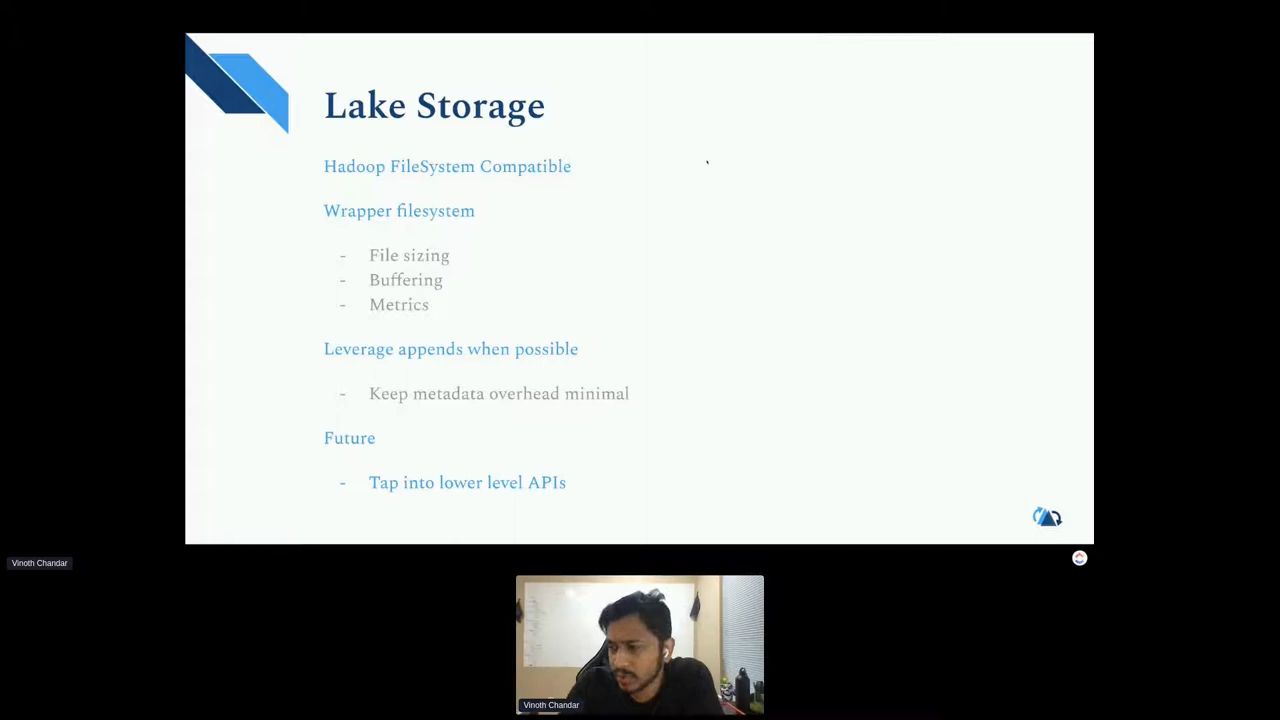 Lake Storage
Hadoop FileSystem Compatible
Wrapper filesystem
- File sizing
- Buffering
- Metrics
Leverage appends when possible
- Keep metadata overhead minimal
Future
- Tap into lower level APIs
Vinoth Chandar
Vinoth Chandar